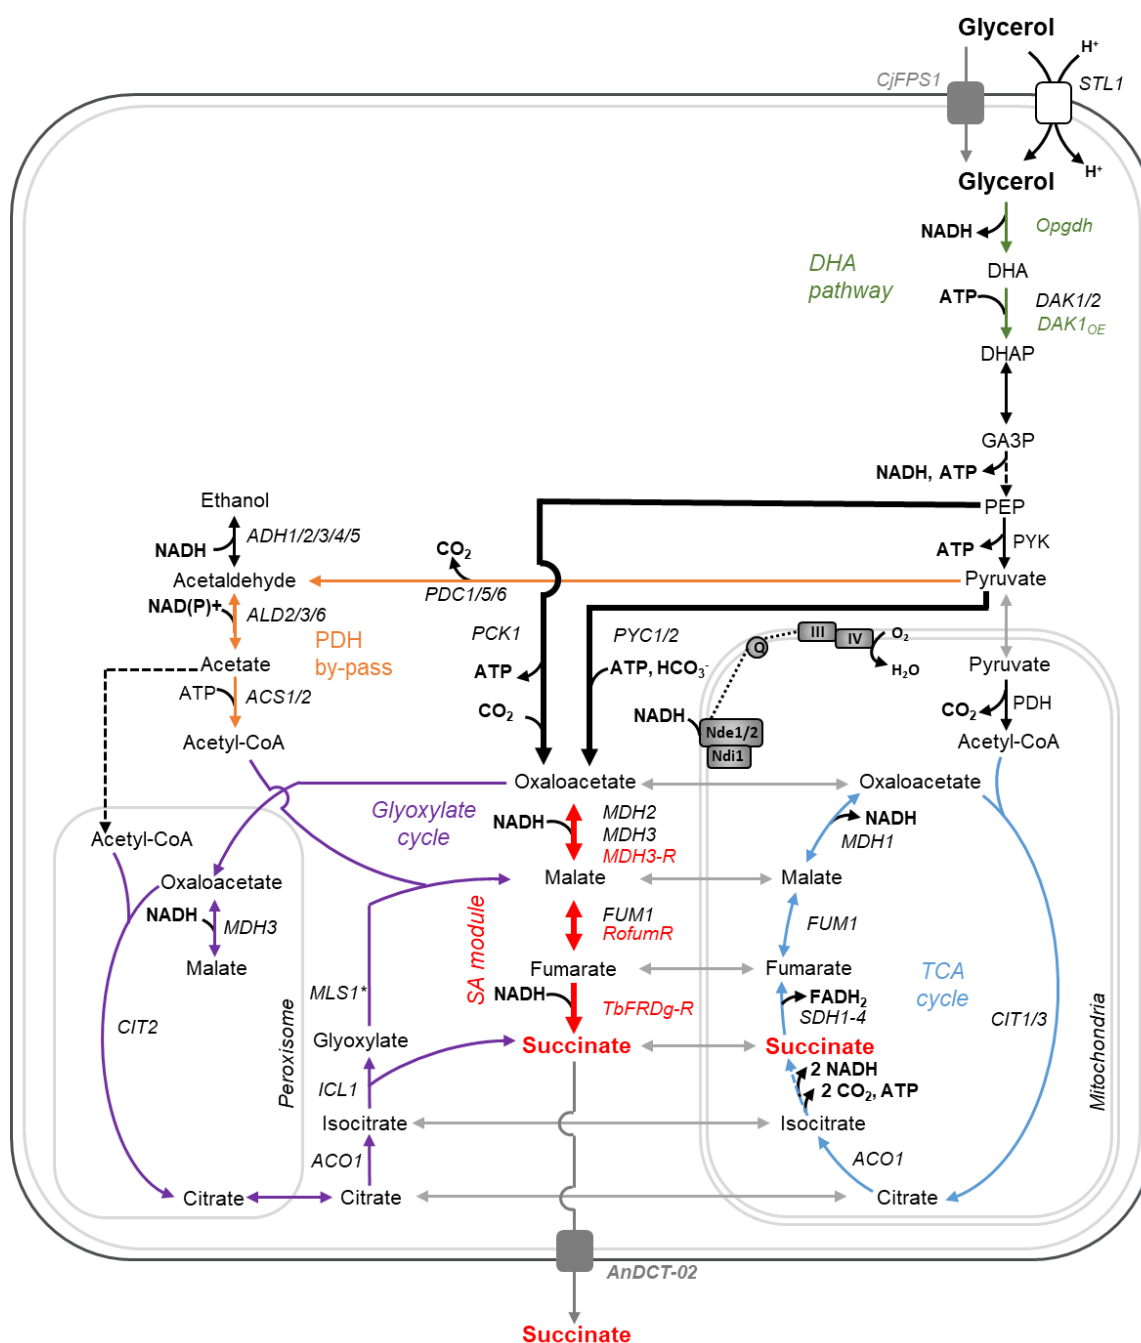 Glycerol
H⁺
CjFPS1
STL1
Glycerol
H⁺
NADH
Opgdh
DHA
pathway
DHA
ATP
DAK1/2
DAK1OE
DHAP
GA3P
NADH, ATP
PEP
Ethanol
ADH1/2/3/4/5
NADH
CO₂
ATP
PYK
Acetaldehyde
PDC1/5/6
Pyruvate
NAD(P)+
ALD2/3/6
PDH
by-pass
PCK1
PYC1/2
Q
III
IV
O₂
H₂O
Acetate
ATP
ACS1/2
ATP
ATP, HCO₃⁻
Pyruvate
CO₂
PDH
CO₂
NADH
Nde1/2
Ndi1
Acetyl-CoA
Acetyl-CoA
Oxaloacetate
Oxaloacetate
Glyoxylate
cycle
NADH
MDH2
MDH3
MDH3-R
NADH
MDH1
Acetyl-CoA
Oxaloacetate
NADH
MDH3
Malate
Malate
Malate
SA module
FUM1
RofumR
FUM1
Fumarate
Fumarate
TCA
cycle
NADH
TbFRDg-R
FADH₂
SDH1-4
MLS1*
CIT2
Peroxisome
CIT1/3
Mitochondria
Glyoxylate
Succinate
Succinate
2 NADH
2 CO₂, ATP
ICL1
Isocitrate
Isocitrate
ACO1
ACO1
Citrate
Citrate
Citrate
AnDCT-02
Succinate